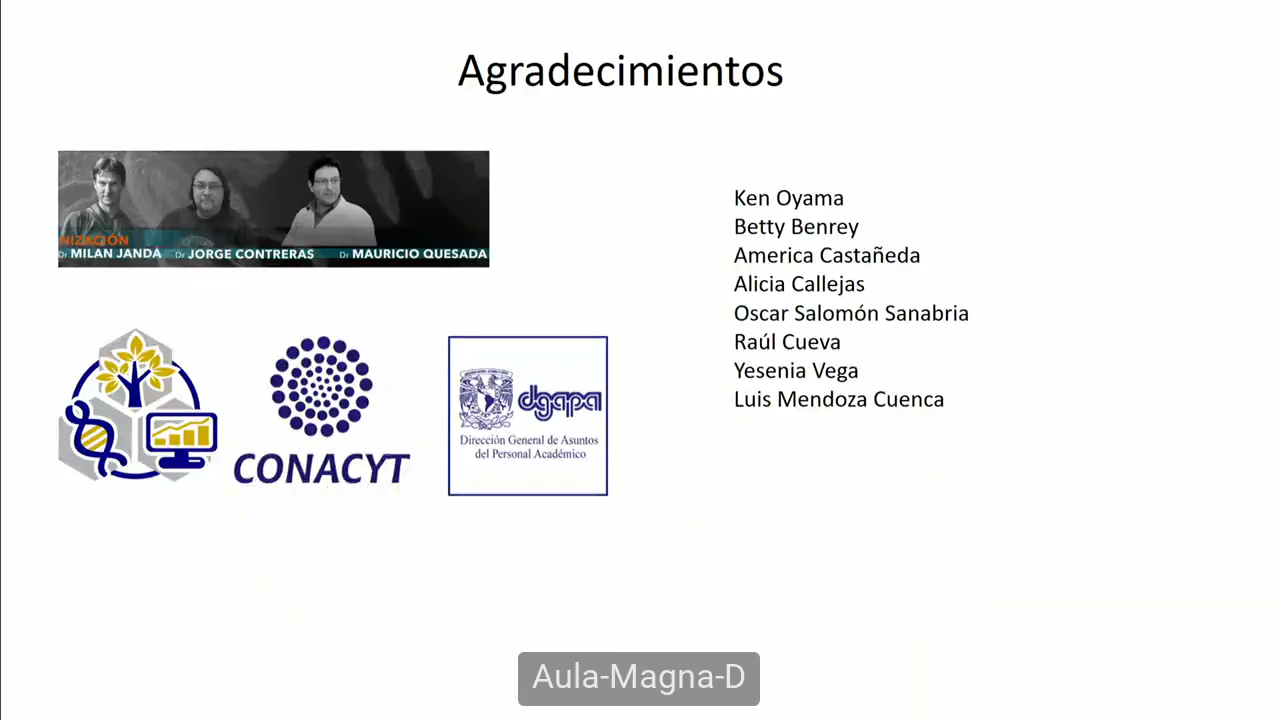 Agradecimientos
NIZACIÓN
Dr MILAN JANDA Dr JORGE CONTRERAS Dr MAURICIO QUESADA
CONACYT
dgapa
Dirección General de Asuntos
del Personal Académico
Ken Oyama
Betty Benrey
America Castañeda
Alicia Callejas
Oscar Salomón Sanabria
Raúl Cueva
Yesenia Vega
Luis Mendoza Cuenca
Aula-Magna-D